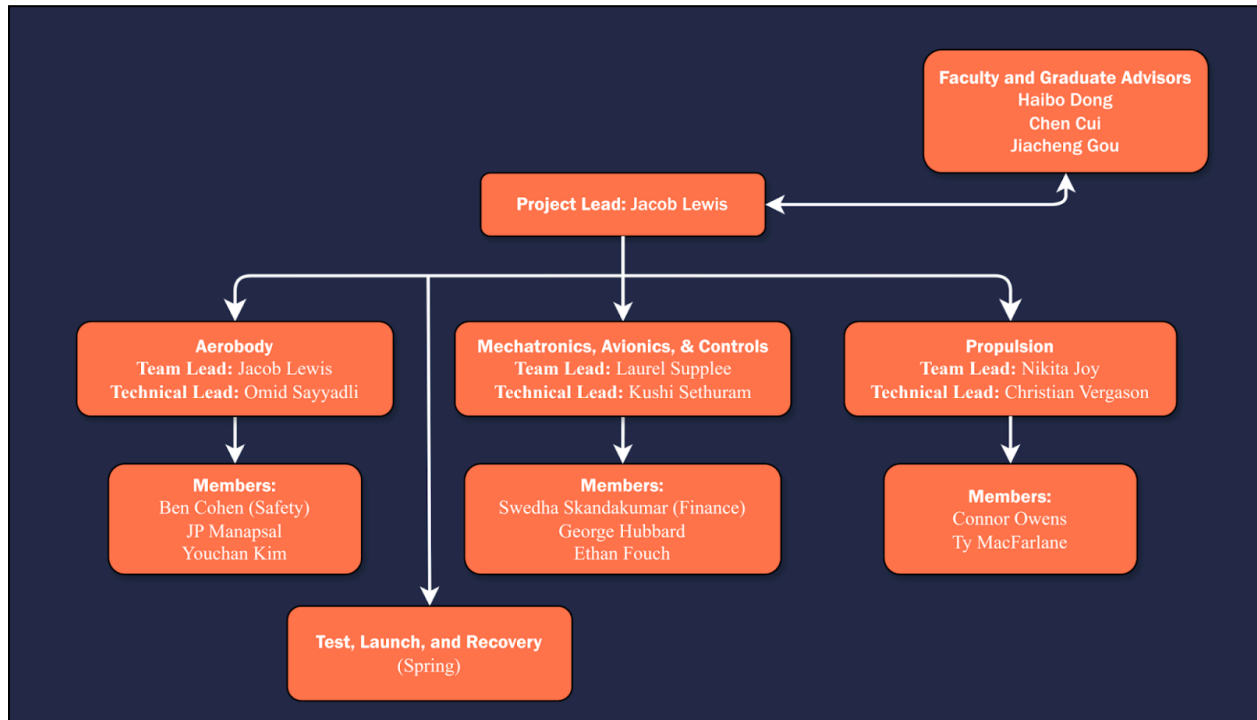 Faculty and Graduate Advisors
Haibo Dong
Chen Cui
Jiacheng Gou
Project Lead: Jacob Lewis
Aerobody
Team Lead: Jacob Lewis
Technical Lead: Omid Sayyadli
Mechatronics, Avionics, & Controls
Team Lead: Laurel Supplee
Technical Lead: Kushi Sethuram
Propulsion
Team Lead: Nikita Joy
Technical Lead: Christian Vergason
Members:
Ben Cohen (Safety)
JP Manapsal
Youchan Kim
Members:
Swedha Skandakumar (Finance)
George Hubbard
Ethan Fouch
Members:
Connor Owens
Ty MacFarlane
Test, Launch, and Recovery
(Spring)